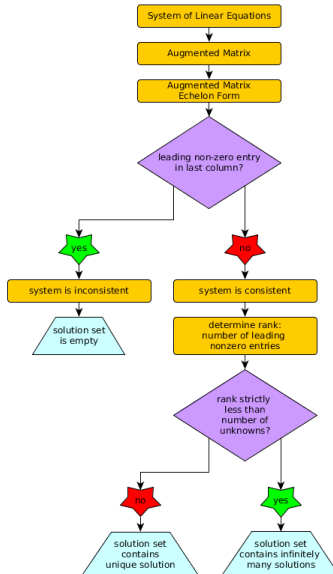 System of Linear Equations
Augmented Matrix
Augmented Matrix
Echelon Form
leading non-zero entry
in last column?
yes
no
system is inconsistent
system is consistent
solution set
is empty
determine rank:
number of leading
nonzero entries
rank strictly
less than
number of
unknowns?
no
yes
solution set
contains
unique solution
solution set
contains infinitely
many solutions